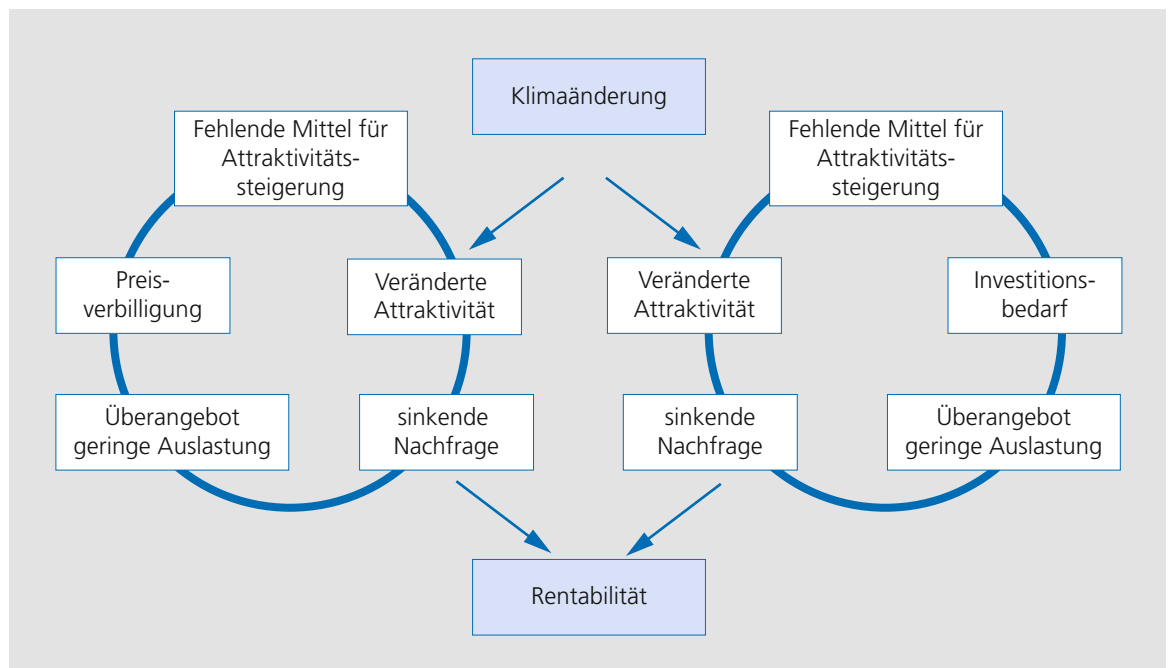 Klimaänderung
Fehlende Mittel für
Attraktivitäts-
steigerung
Preis-
verbilligung
Veränderte
Attraktivität
Überangebot
geringe Auslastung
sinkende
Nachfrage
Fehlende Mittel für
Attraktivitäts-
steigerung
Veränderte
Attraktivität
Investitions-
bedarf
sinkende
Nachfrage
Überangebot
geringe Auslastung
Rentabilität